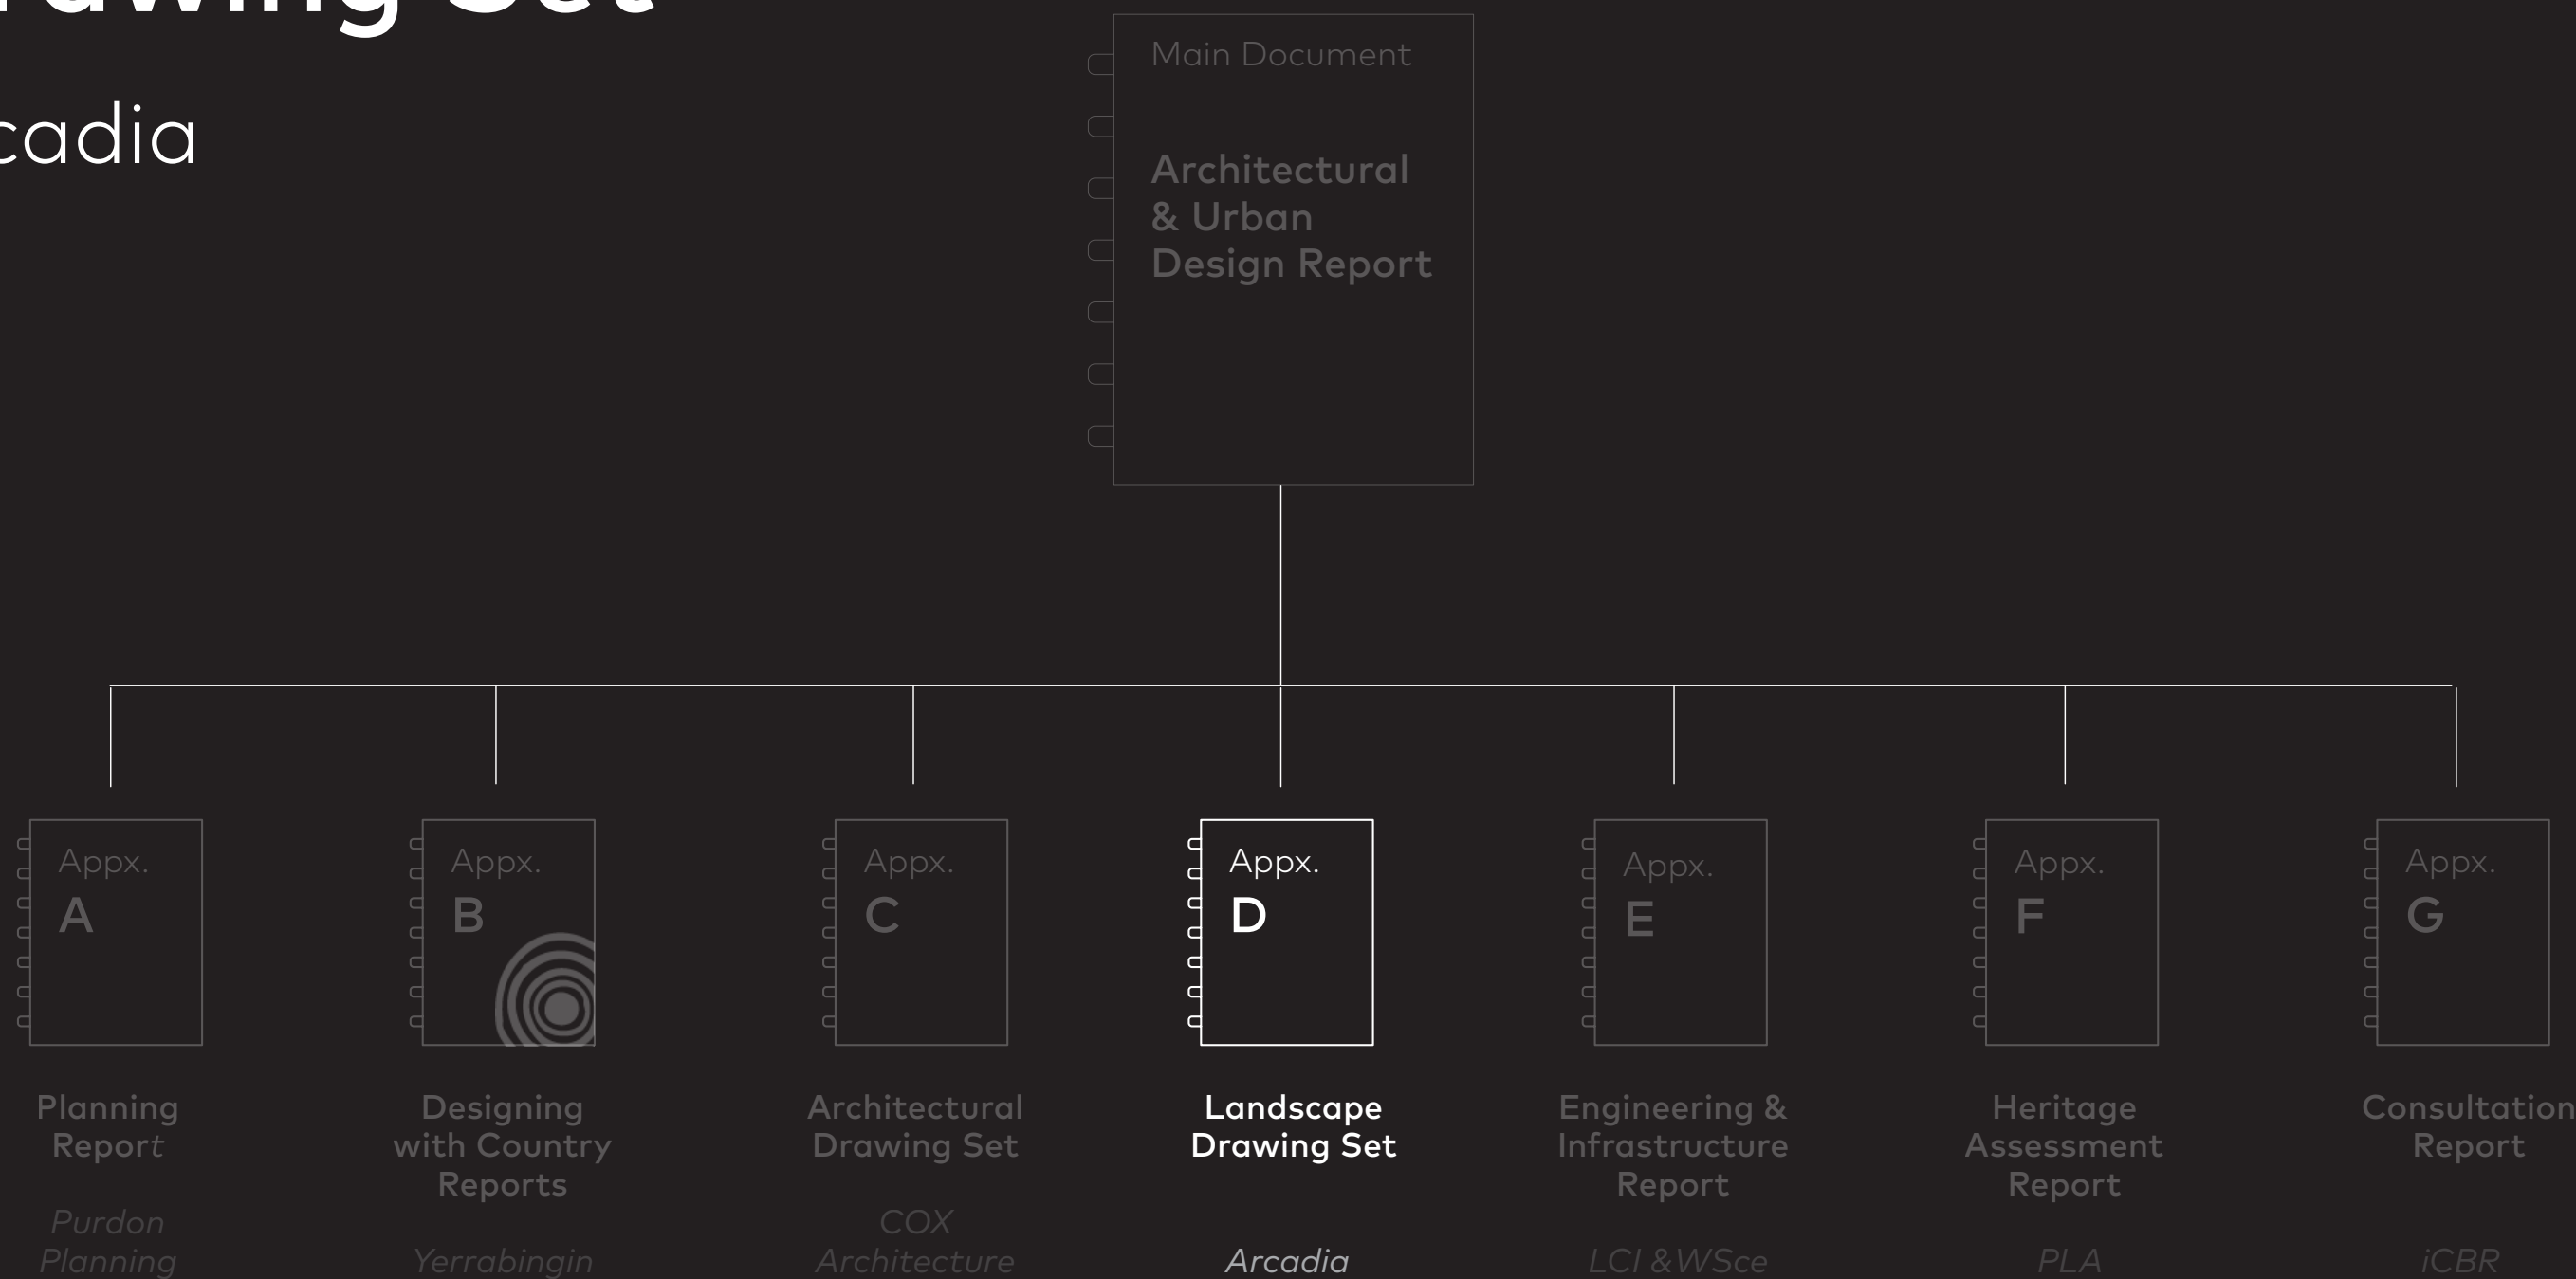 rawing Set
cadia
Main Document
Architectural
& Urban
Design Report
Appx.
A
Planning
Report
Purdon
Planning
Appx.
B
Designing
with Country
Reports
Yerrabingin
Appx.
C
Architectural
Drawing Set
COX
Architecture
Appx.
D
Landscape
Drawing Set
Arcadia
Appx.
E
Engineering &
Infrastructure
Report
LCI &WSce
Appx.
F
Heritage
Assessment
Report
PLA
Appx.
G
Consultation
Report
iCBR